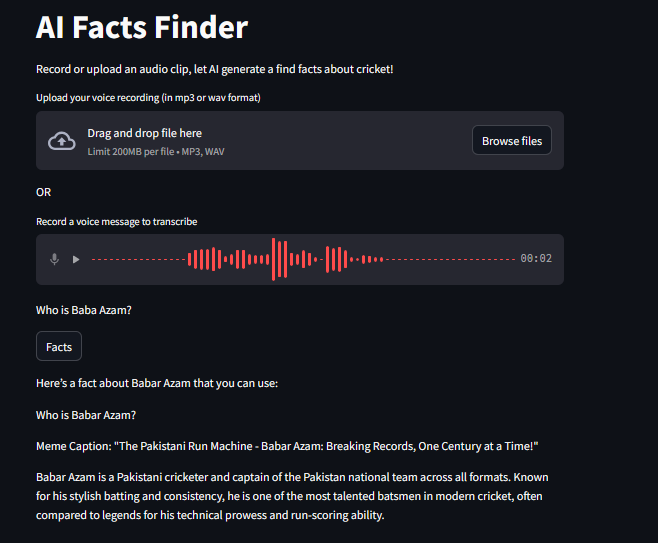 AI Facts Finder
Record or upload an audio clip, let AI generate a find facts about cricket!
Upload your voice recording (in mp3 or wav format)
Drag and drop file here
Limit 200MB per file • MP3, WAV
Browse files
OR
Record a voice message to transcribe
00:02
Who is Baba Azam?
Facts
Here’s a fact about Babar Azam that you can use:
Who is Babar Azam?
Meme Caption: "The Pakistani Run Machine - Babar Azam: Breaking Records, One Century at a Time!"
Babar Azam is a Pakistani cricketer and captain of the Pakistan national team across all formats. Known
for his stylish batting and consistency, he is one of the most talented batsmen in modern cricket, often
compared to legends for his technical prowess and run-scoring ability.